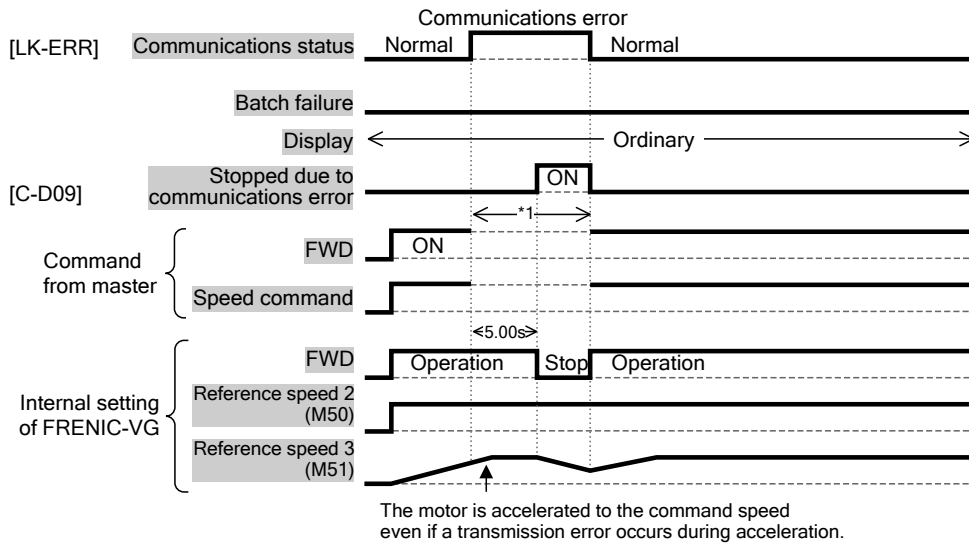 Communications error
[LK-ERR] Communications status Normal Normal
Batch failure
Display Ordinary
Stopped due to
communications error
[C-D09] ON
*1
Command
from master
FWD ON
Speed command
5.00s
FWD Operation Stop Operation
Internal setting
of FRENIC-VG
Reference speed 2
(M50)
Reference speed 3
(M51)
The motor is accelerated to the command speed
even if a transmission error occurs during acceleration.